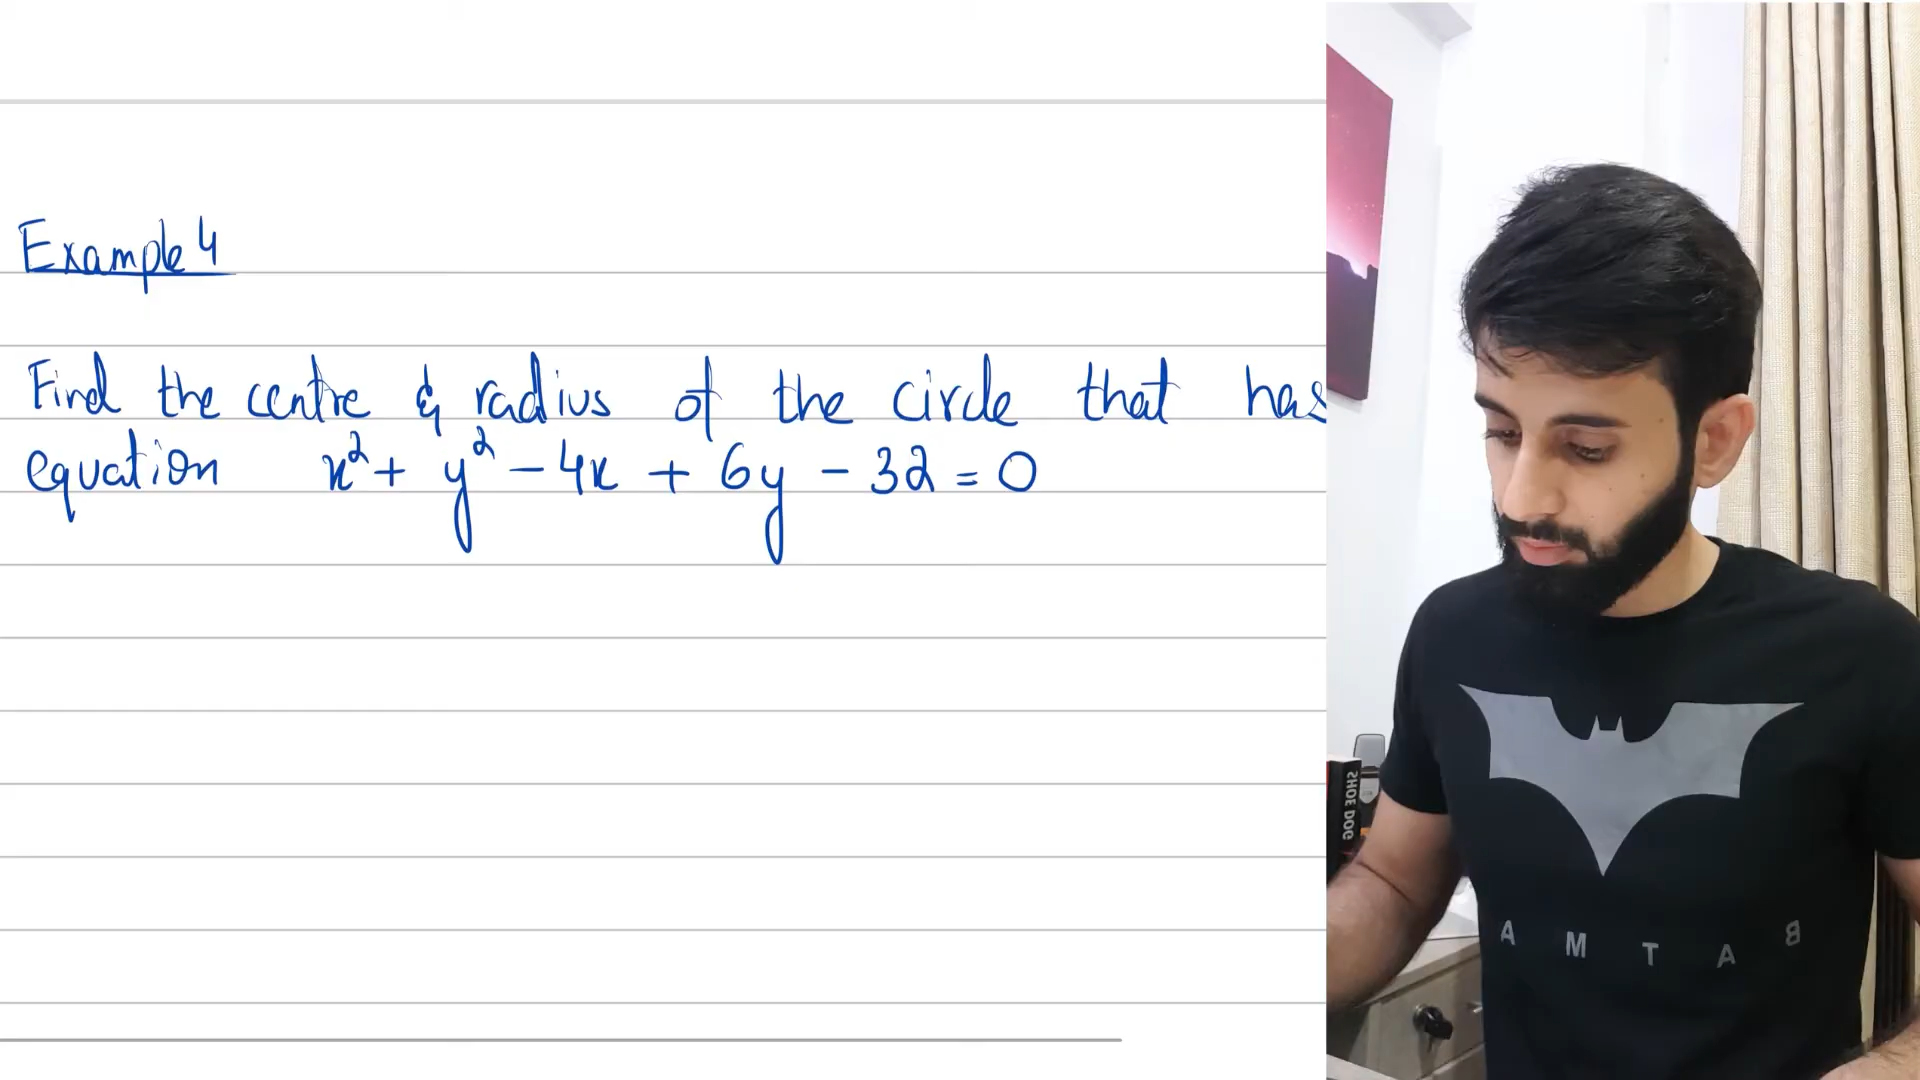 Example 4
Find the centre & radius of the circle that has
equation x² + y² - 4x + 6y - 32 = 0
SHOE DOG
AMTAB